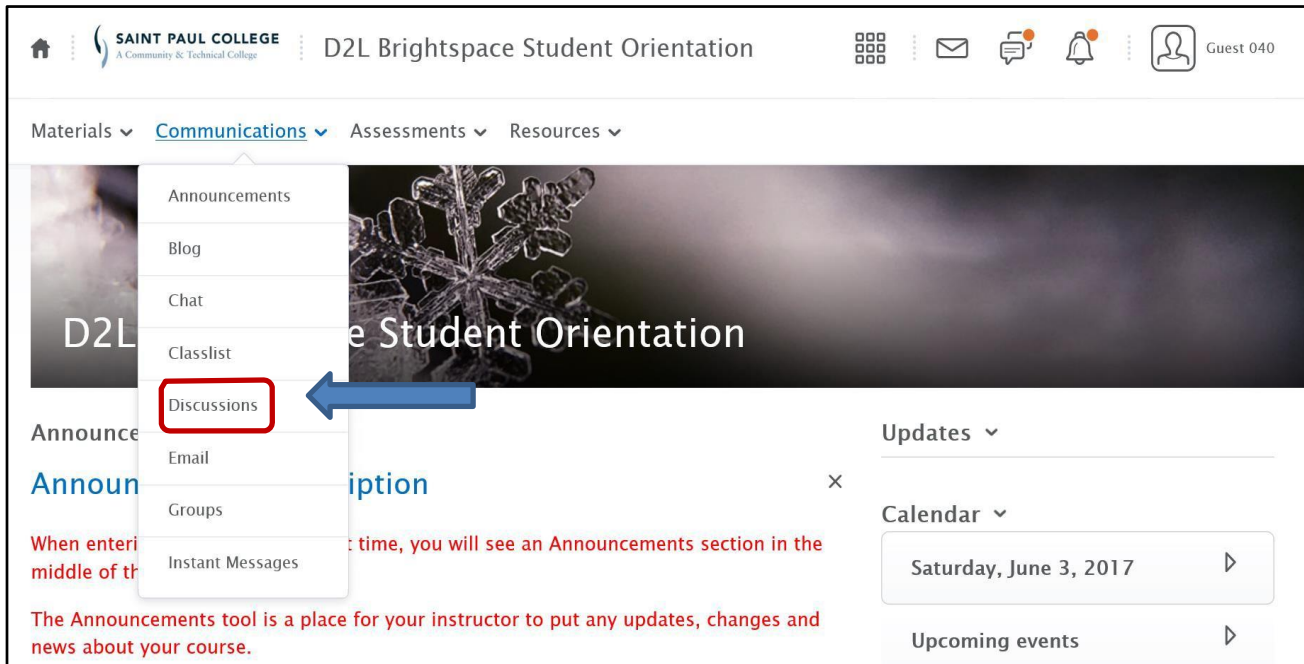 SAINT PAUL COLLEGE
A Community & Technical College
D2L Brightspace Student Orientation
Guest 040
Materials
Communications
Assessments
Resources
Announcements
Blog
Chat
Classlist
Discussions
Email
Groups
Instant Messages
D2L e Student Orientation
Announce
Announ iption
When enteri t time, you will see an Announcements section in the
middle of th
The Announcements tool is a place for your instructor to put any updates, changes and
news about your course.
Updates
Calendar
Saturday, June 3, 2017
Upcoming events